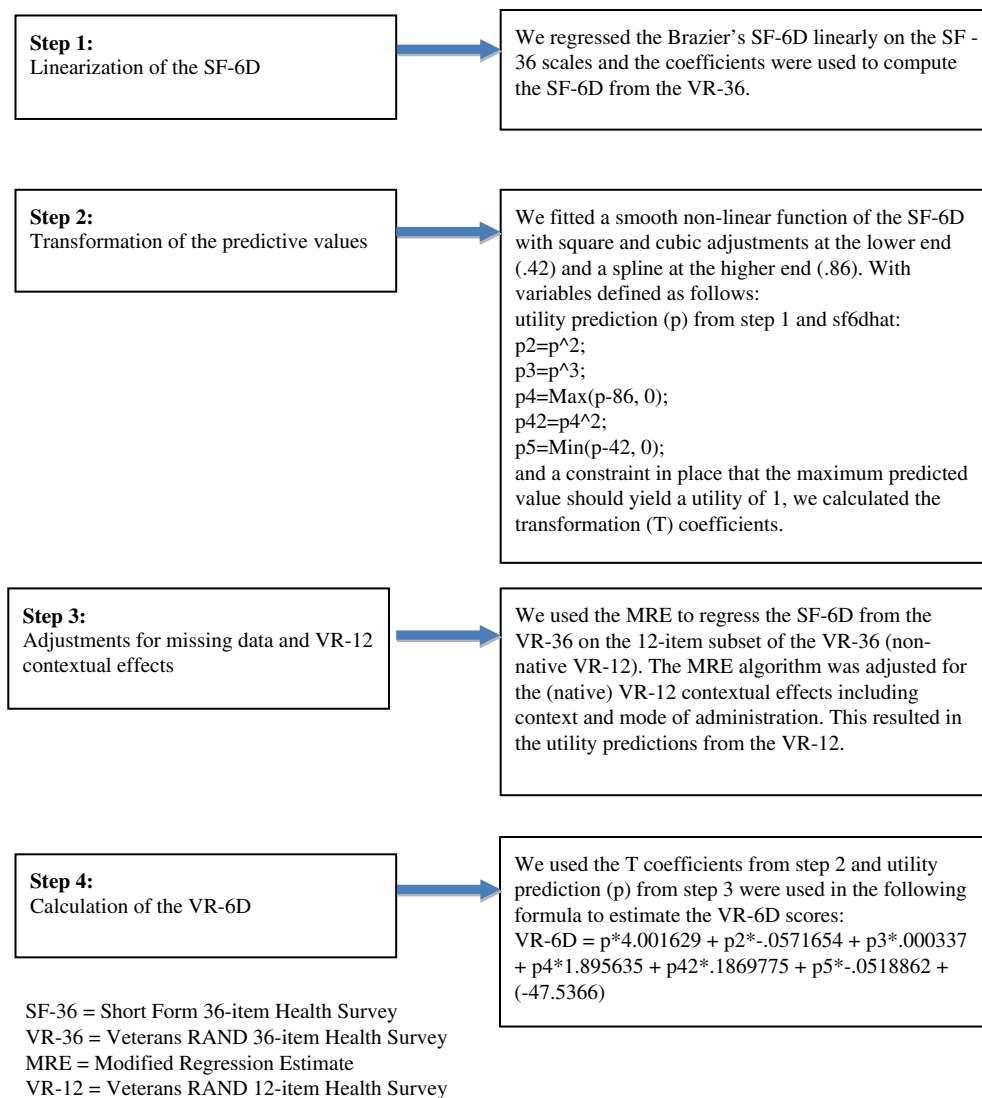 Step 1:
Linearization of the SF-6D
We regressed the Brazier's SF-6D linearly on the SF -
36 scales and the coefficients were used to compute
the SF-6D from the VR-36.
Step 2:
Transformation of the predictive values
We fitted a smooth non-linear function of the SF-6D
with square and cubic adjustments at the lower end
(.42) and a spline at the higher end (.86). With
variables defined as follows:
utility prediction (p) from step 1 and sf6dhat:
p2=p^2;
p3=p^3;
p4=Max(p-86, 0);
p42=p4^2;
p5=Min(p-42, 0);
and a constraint in place that the maximum predicted
value should yield a utility of 1, we calculated the
transformation (T) coefficients.
Step 3:
Adjustments for missing data and VR-12
contextual effects
We used the MRE to regress the SF-6D from the
VR-36 on the 12-item subset of the VR-36 (non-
native VR-12). The MRE algorithm was adjusted for
the (native) VR-12 contextual effects including
context and mode of administration. This resulted in
the utility predictions from the VR-12.
Step 4:
Calculation of the VR-6D
We used the T coefficients from step 2 and utility
prediction (p) from step 3 were used in the following
formula to estimate the VR-6D scores:
VR-6D = p*4.001629 + p2*-.0571654 + p3*.000337
+ p4*1.895635 + p42*.1869775 + p5*-.0518862 +
(-47.5366)
SF-36 = Short Form 36-item Health Survey
VR-36 = Veterans RAND 36-item Health Survey
MRE = Modified Regression Estimate
VR-12 = Veterans RAND 12-item Health Survey